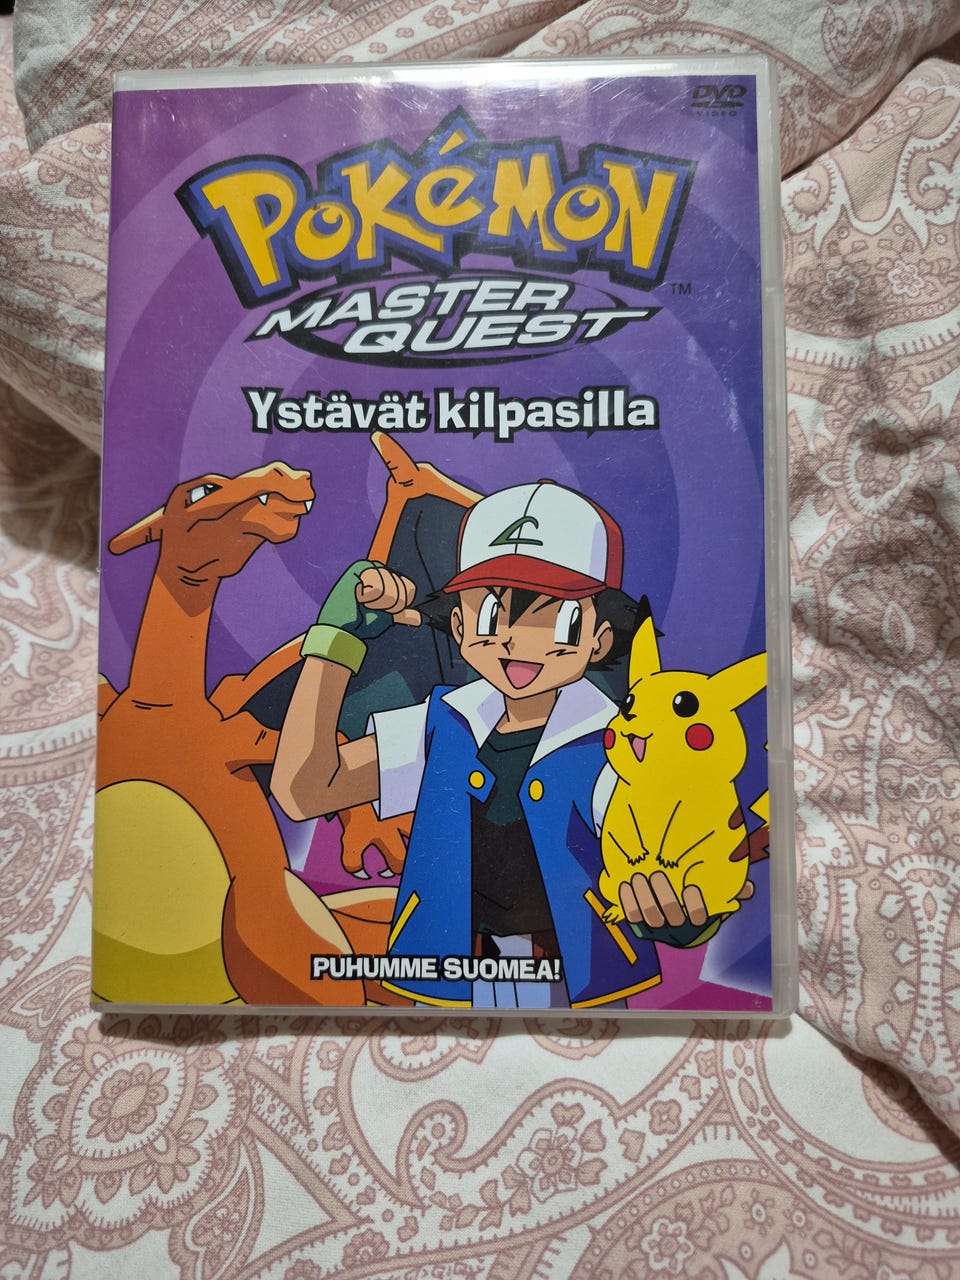 DVD
VIDEO
POKéMON
TM
MASTER
QUEST
Ystävät kilpasilla
PUHUMME SUOMEA!